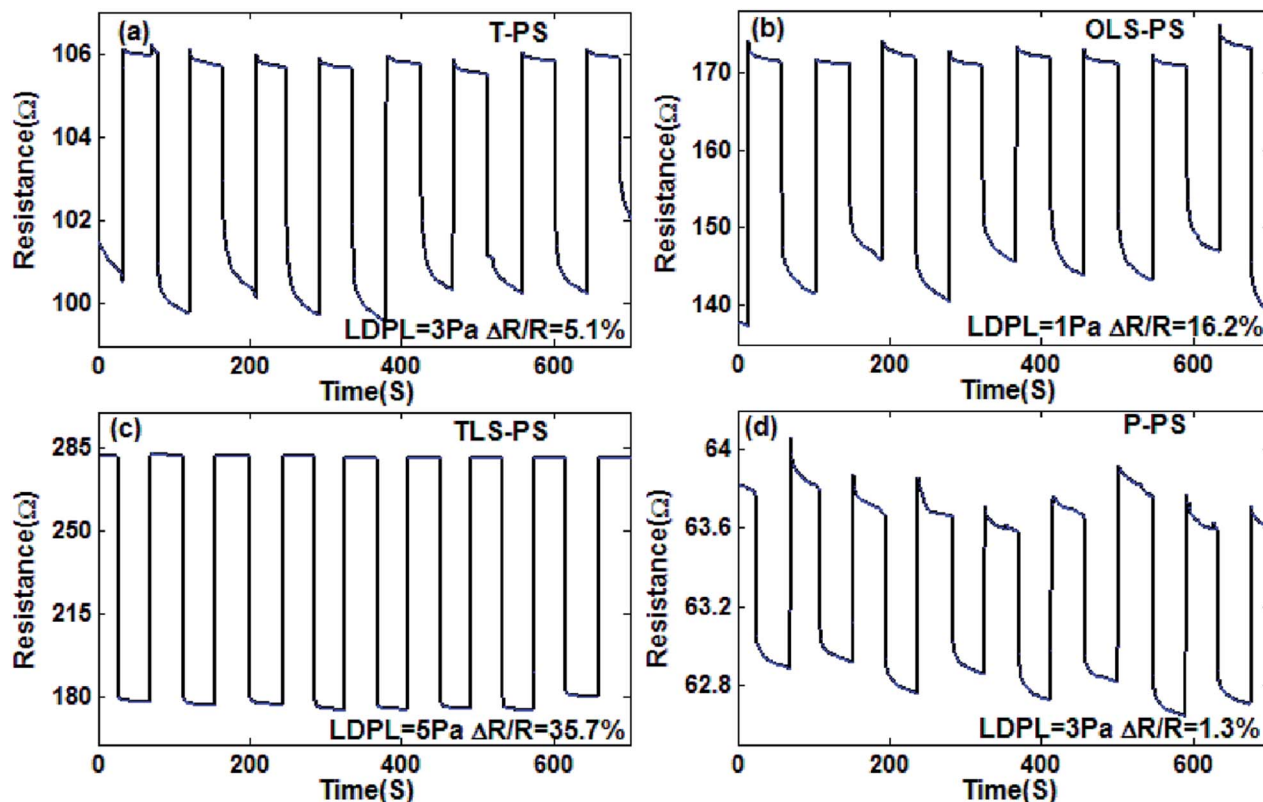 (a)
T-PS
106
104
102
100
Resistance(Ω)
LDPL=3Pa ΔR/R=5.1%
0 200 400 600
Time(S)
(b)
OLS-PS
170
160
150
140
Resistance(Ω)
LDPL=1Pa ΔR/R=16.2%
0 200 400 600
Time(S)
(c)
TLS-PS
285
250
215
180
Resistance(Ω)
LDPL=5Pa ΔR/R=35.7%
0 200 400 600
Time(S)
(d)
P-PS
64
63.6
63.2
62.8
Resistance(Ω)
LDPL=3Pa ΔR/R=1.3%
0 200 400 600
Time(S)